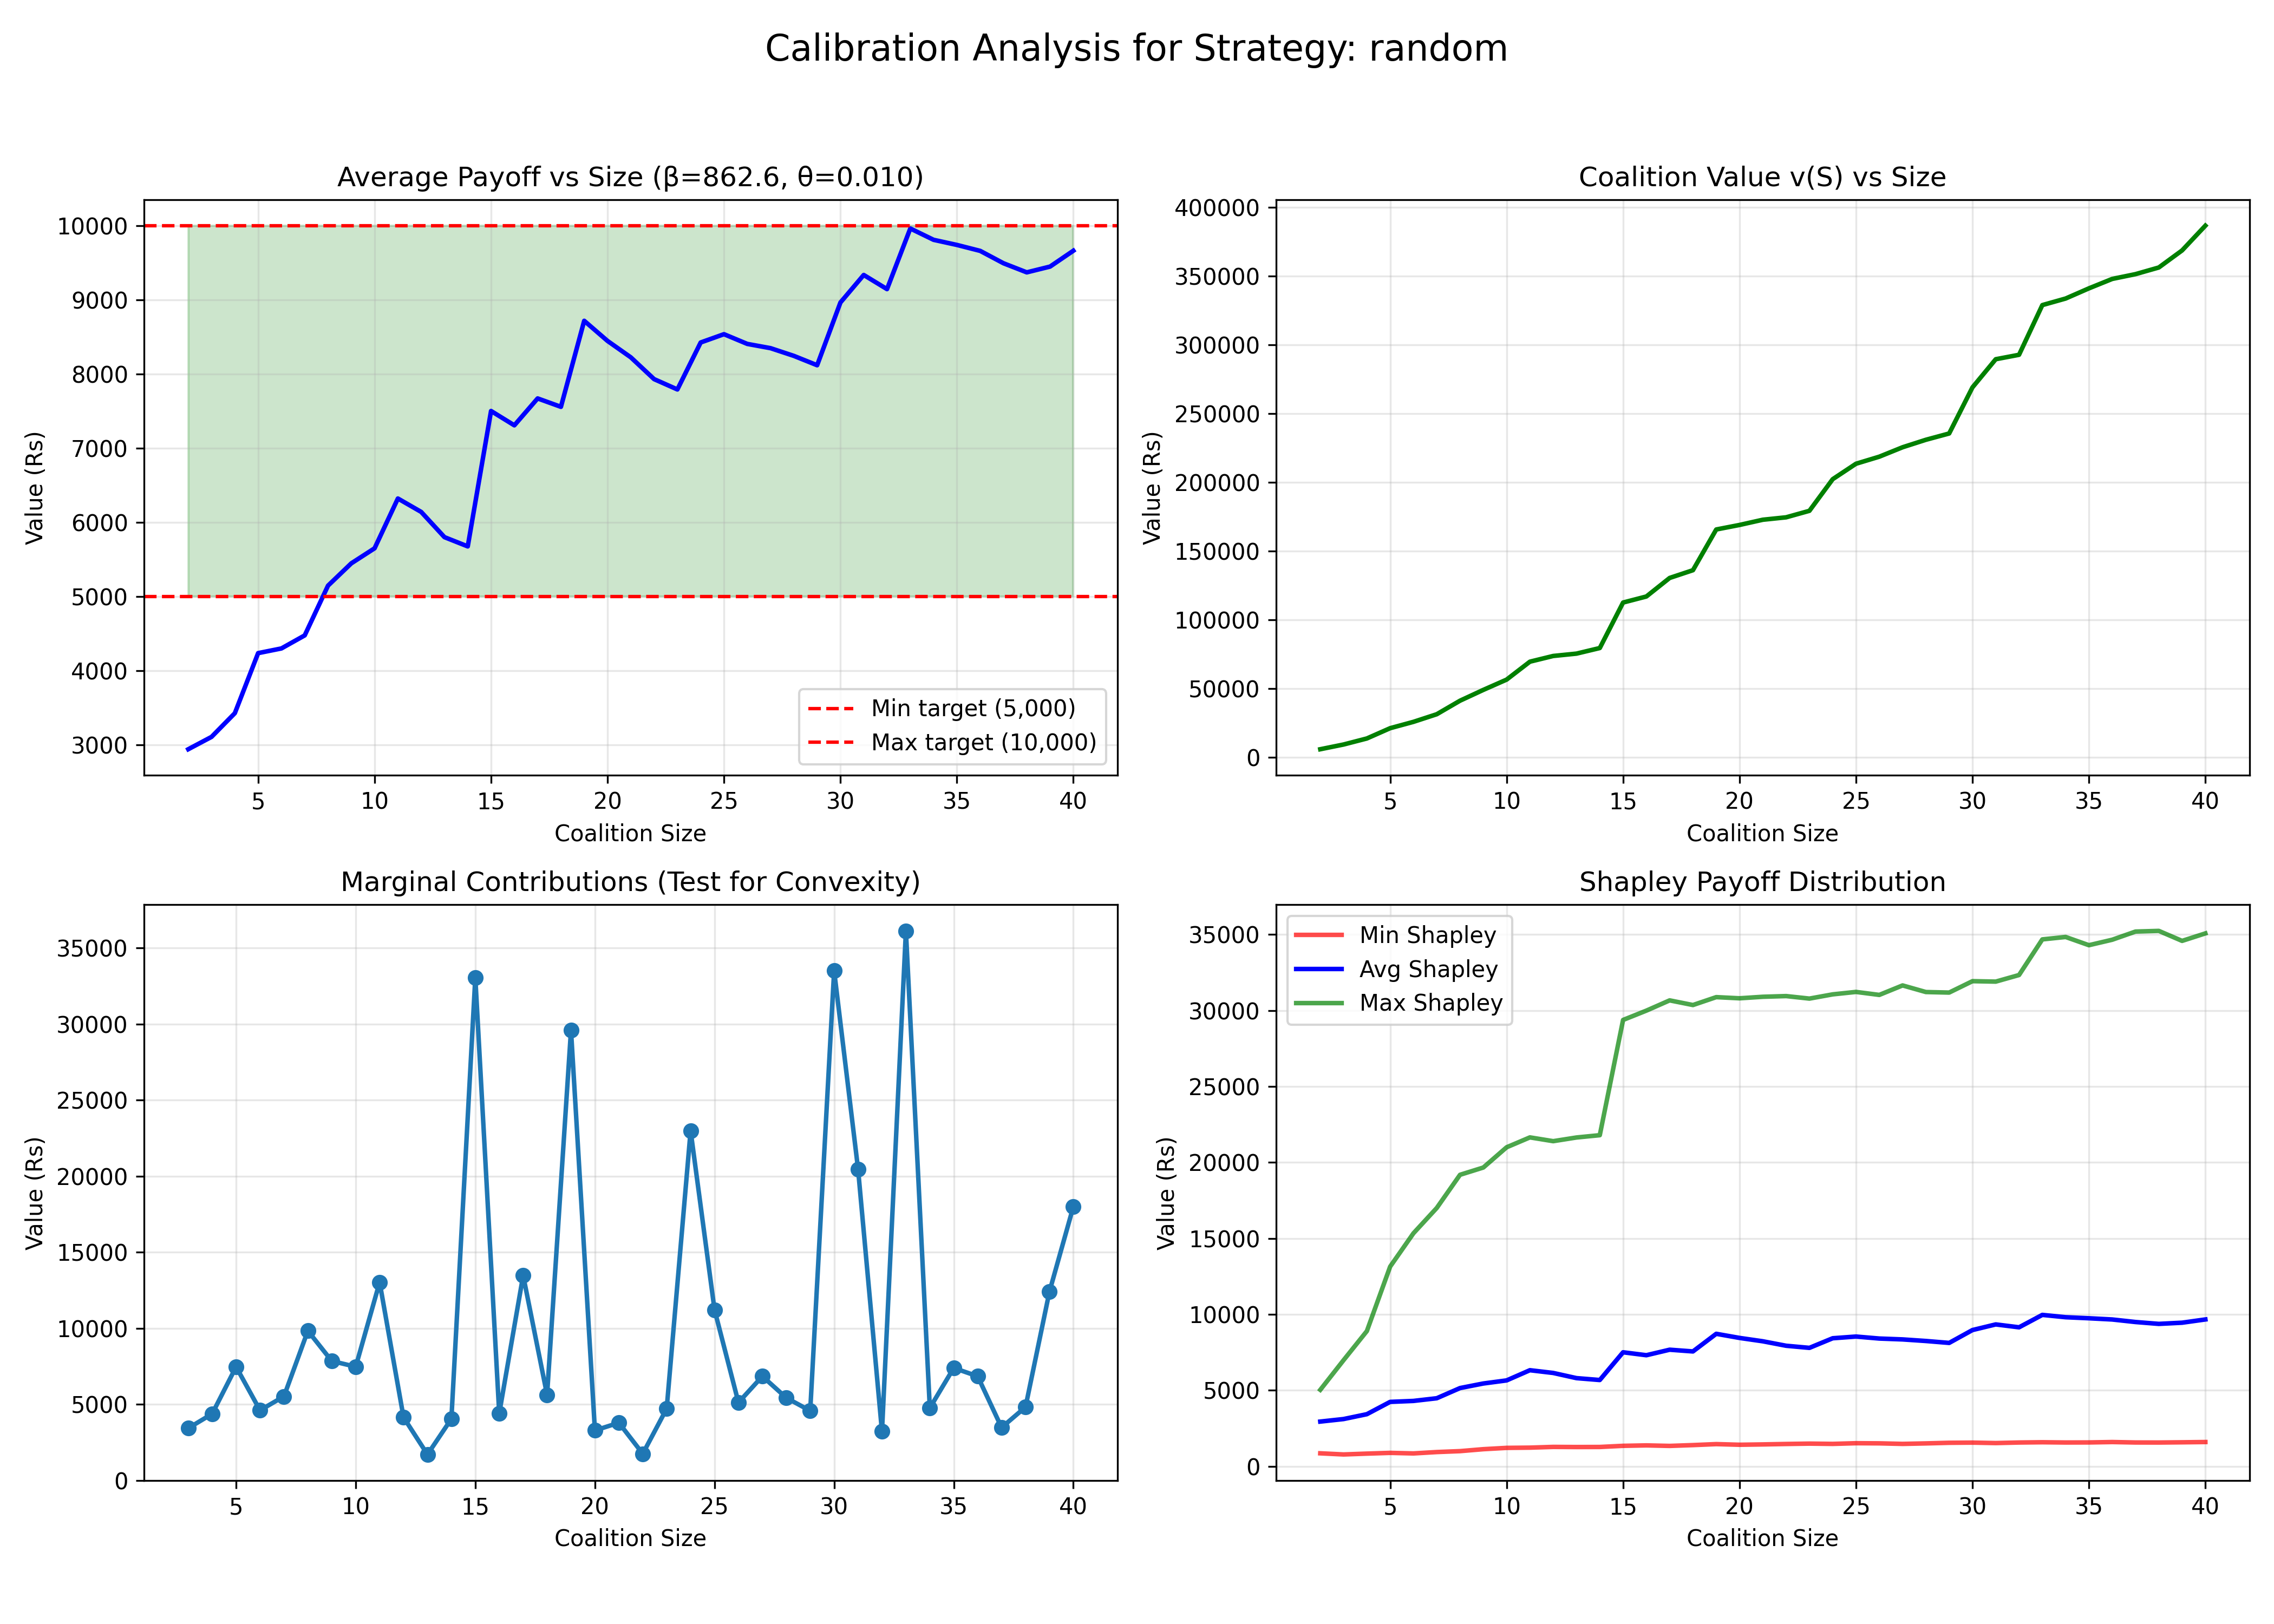 Calibration Analysis for Strategy: random
Average Payoff vs Size (β=862.6, θ=0.010)
Value (Rs)
10000
9000
8000
7000
6000
5000
4000
3000
Min target (5,000)
Max target (10,000)
5 10 15 20 25 30 35 40
Coalition Size
Coalition Value v(S) vs Size
Value (Rs)
400000
350000
300000
250000
200000
150000
100000
50000
0
5 10 15 20 25 30 35 40
Coalition Size
Marginal Contributions (Test for Convexity)
Value (Rs)
35000
30000
25000
20000
15000
10000
5000
0
5 10 15 20 25 30 35 40
Coalition Size
Shapley Payoff Distribution
Value (Rs)
35000
30000
25000
20000
15000
10000
5000
0
Min Shapley
Avg Shapley
Max Shapley
5 10 15 20 25 30 35 40
Coalition Size